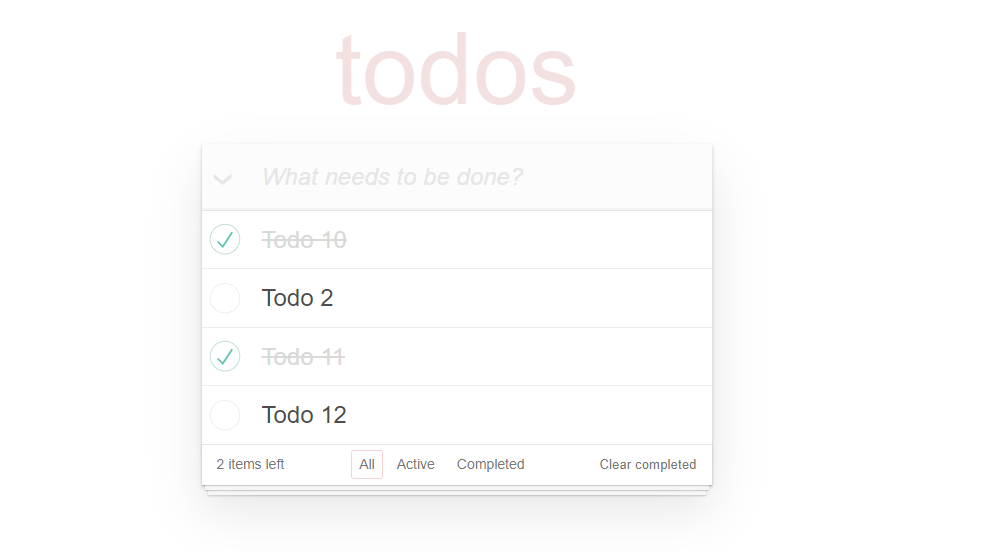 todos
What needs to be done?
Todo 10
Todo 2
Todo 11
Todo 12
2 items left All Active Completed Clear completed